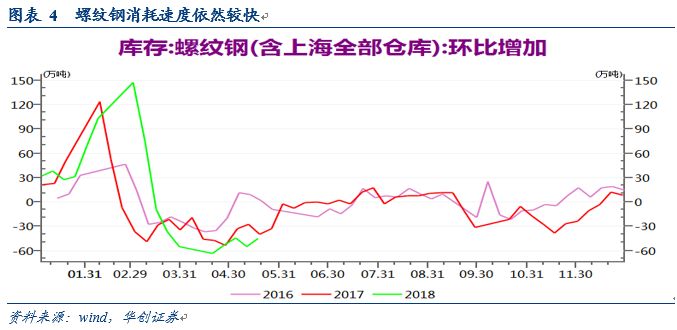 图表 4 螺纹钢消耗速度依然较快
库存:螺纹钢(含上海全部仓库):环比增加
(万吨) (万吨)
150 150
120 120
90 90
60 60
30 30
0 0
-30 -30
-60 -60
01.31 02.29 03.31 04.30 05.31 06.30 07.31 08.31 09.30 10.31 11.30
2016 2017 2018
资料来源：wind，华创证券